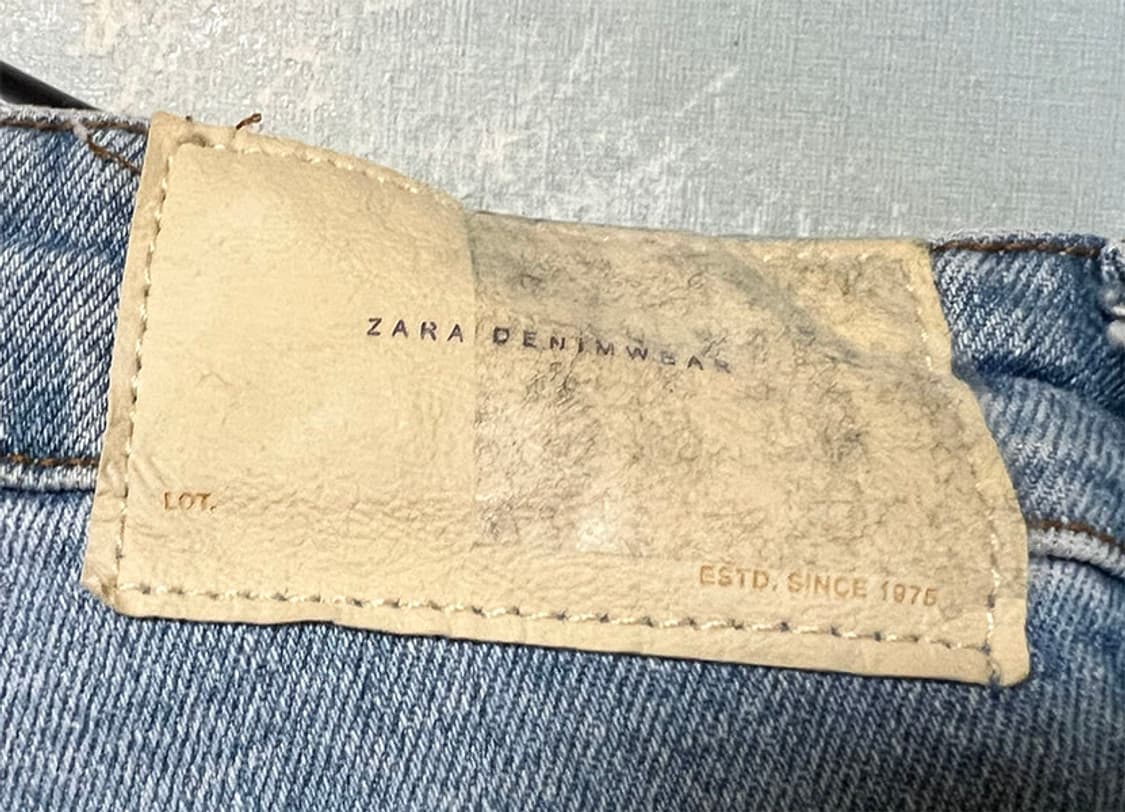 ZARA DENIMWEAR
LOT.
ESTD. SINCE 1975